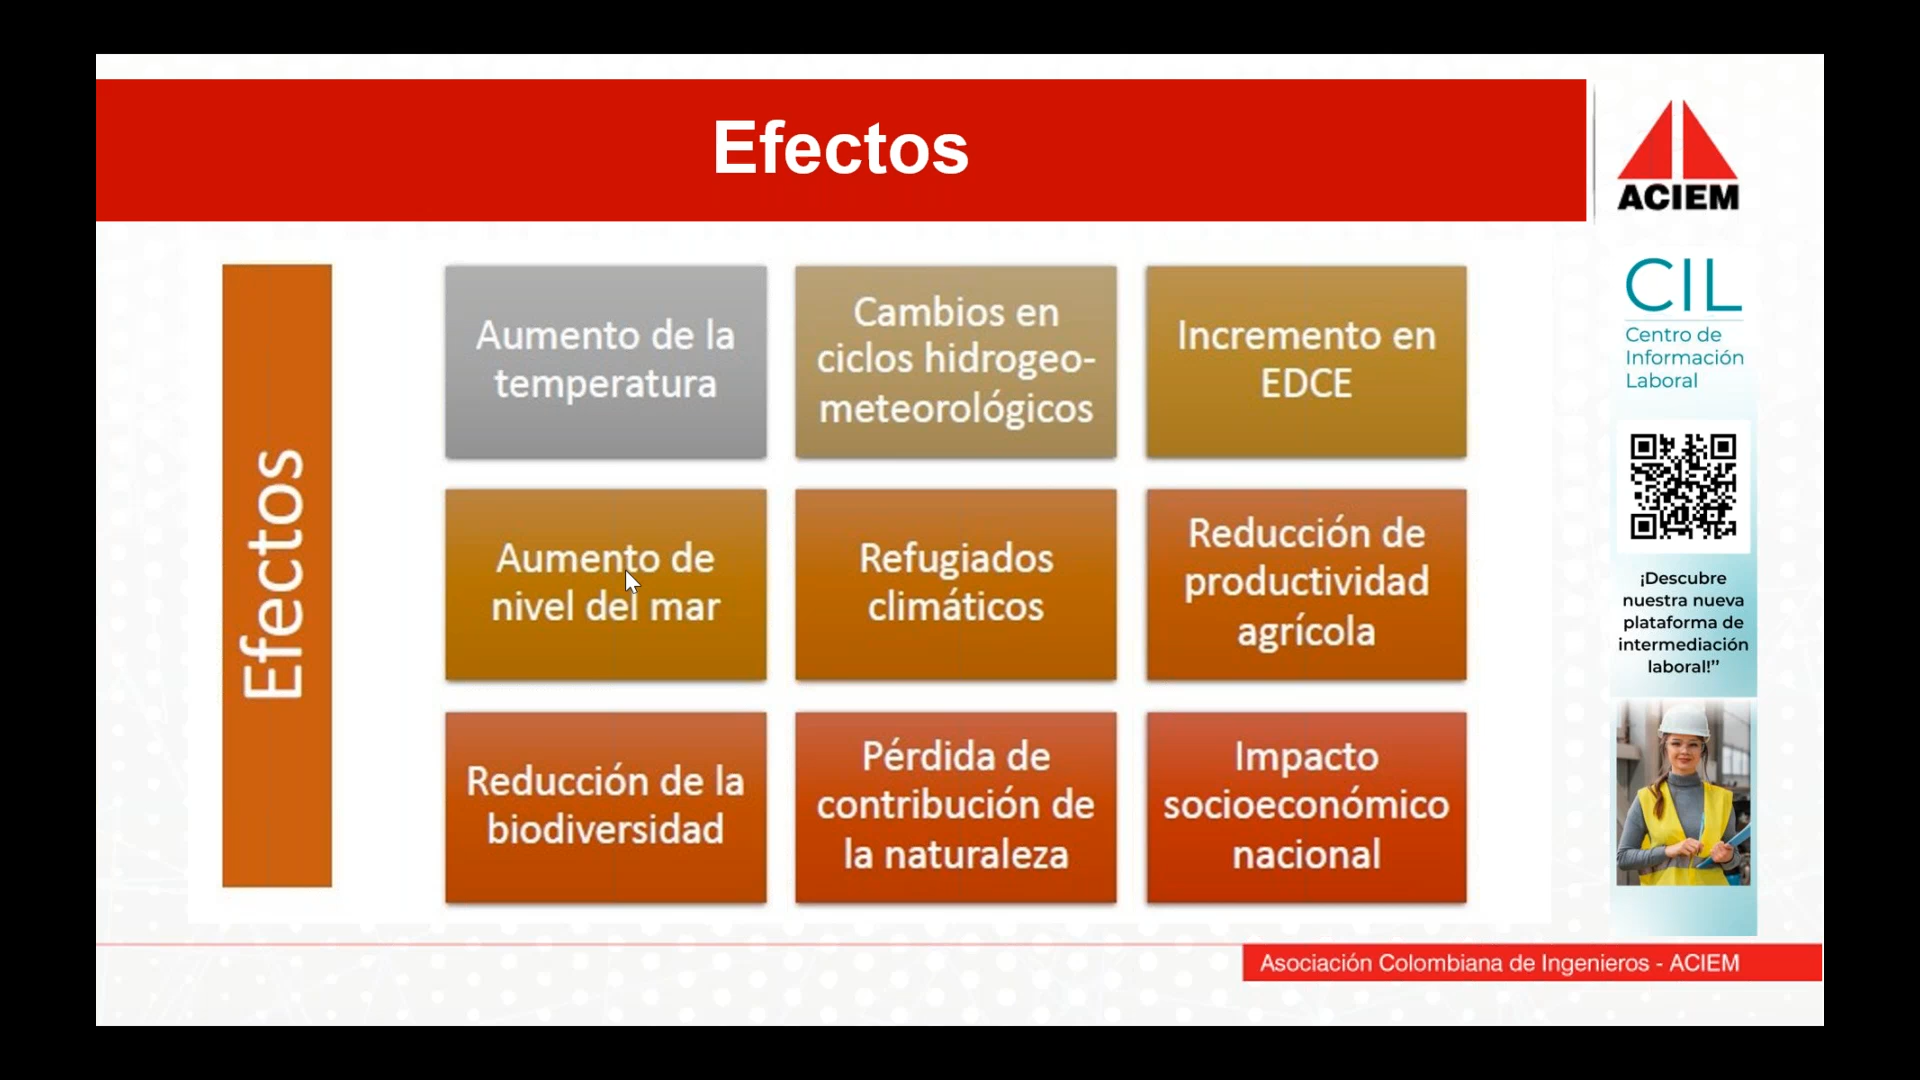 Efectos
ACIEM
Efectos
Aumento de la
temperatura
Cambios en
ciclos hidrogeo-
meteorológicos
Incremento en
EDCE
Aumento de
nivel del mar
Refugiados
climáticos
Reducción de
productividad
agrícola
Reducción de la
biodiversidad
Pérdida de
contribución de
la naturaleza
Impacto
socioeconómico
nacional
CIL
Centro de
Información
Laboral
¡Descubre
nuestra nueva
plataforma de
intermediación
laboral!”
Asociación Colombiana de Ingenieros - ACIEM